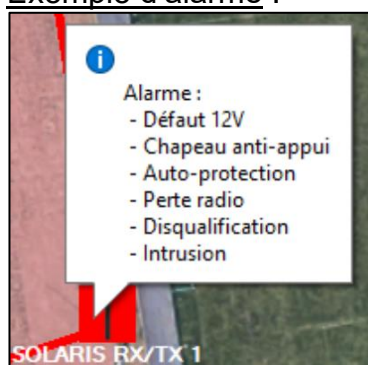 Exemple d'alarme :
Alarme :
- Défaut 12V
- Chapeau anti-appui
- Auto-protection
- Perte radio
- Disqualification
- Intrusion
SOLARIS RX/TX 1